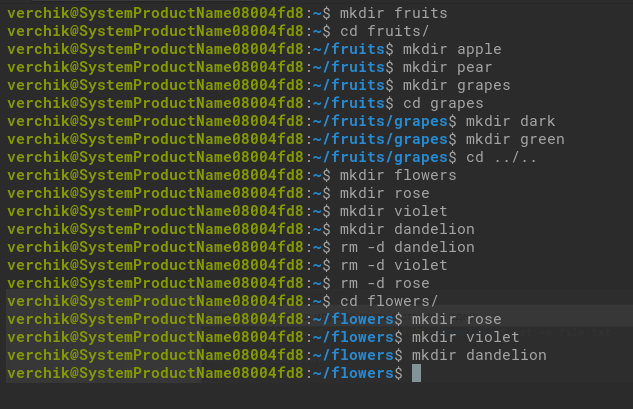 verchik@SystemProductName08004fd8:~$ mkdir fruits
verchik@SystemProductName08004fd8:~$ cd fruits/
verchik@SystemProductName08004fd8:~/fruits$ mkdir apple
verchik@SystemProductName08004fd8:~/fruits$ mkdir pear
verchik@SystemProductName08004fd8:~/fruits$ mkdir grapes
verchik@SystemProductName08004fd8:~/fruits$ cd grapes
verchik@SystemProductName08004fd8:~/fruits/grapes$ mkdir dark
verchik@SystemProductName08004fd8:~/fruits/grapes$ mkdir green
verchik@SystemProductName08004fd8:~/fruits/grapes$ cd ../..
verchik@SystemProductName08004fd8:~$ mkdir flowers
verchik@SystemProductName08004fd8:~$ mkdir rose
verchik@SystemProductName08004fd8:~$ mkdir violet
verchik@SystemProductName08004fd8:~$ mkdir dandelion
verchik@SystemProductName08004fd8:~$ rm -d dandelion
verchik@SystemProductName08004fd8:~$ rm -d violet
verchik@SystemProductName08004fd8:~$ rm -d rose
verchik@SystemProductName08004fd8:~$ cd flowers/
verchik@SystemProductName08004fd8:~/flowers$ mkdir rose
verchik@SystemProductName08004fd8:~/flowers$ mkdir violet
verchik@SystemProductName08004fd8:~/flowers$ mkdir dandelion
verchik@SystemProductName08004fd8:~/flowers$